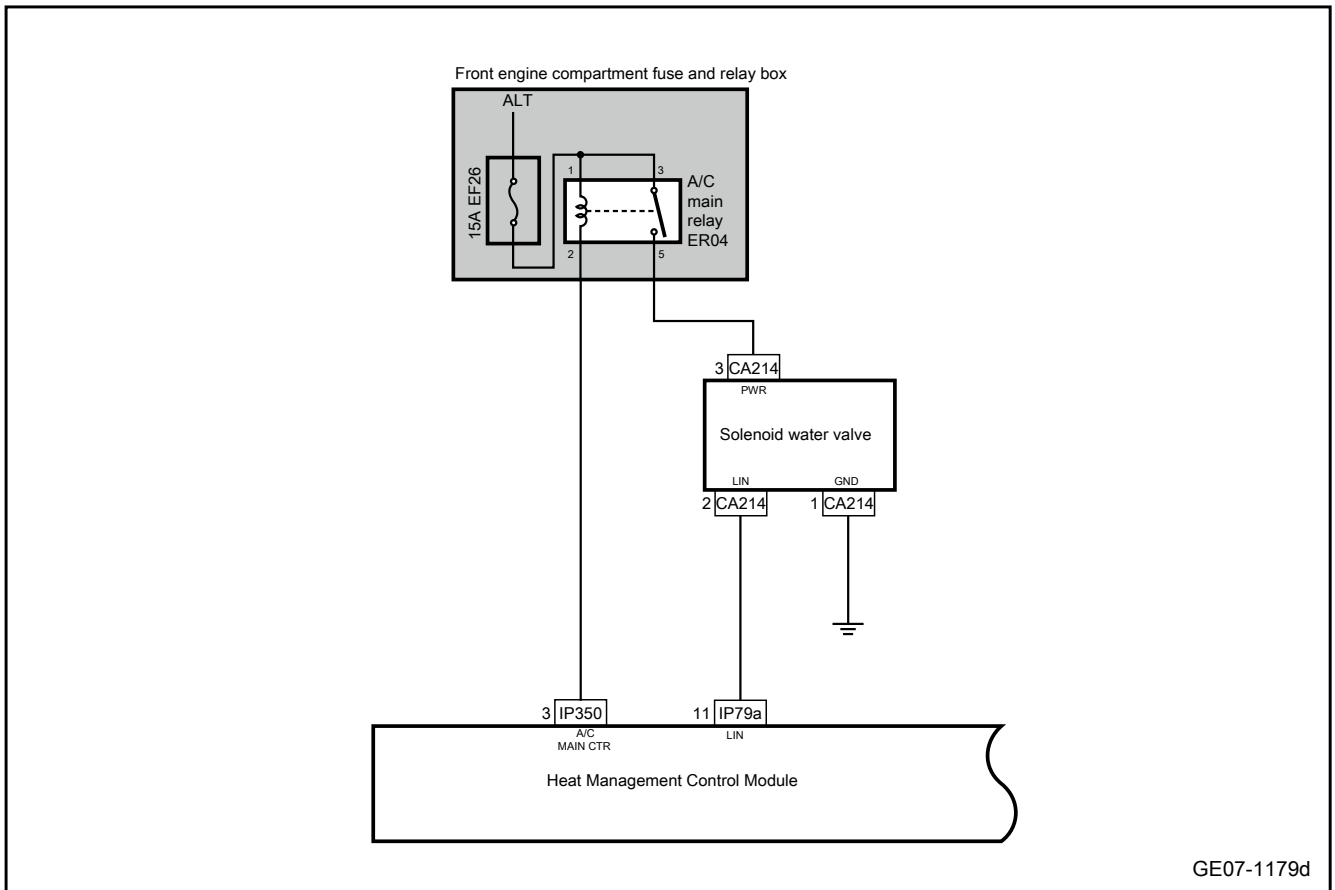 Front engine compartment fuse and relay box
ALT
15A EF26
1
3
A/C
main
relay
ER04
2
5
3 CA214
PWR
Solenoid water valve
LIN
GND
2 CA214
1 CA214
3 IP350
11 IP79a
A/C
MAIN CTR
LIN
Heat Management Control Module
GE07-1179d